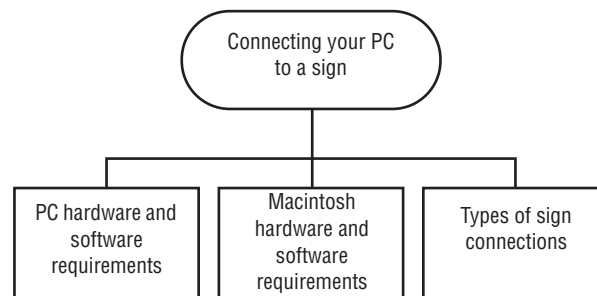 Connecting your PC
to a sign
PC hardware and
software
requirements
Macintosh
hardware and
software
requirements
Types of sign
connections